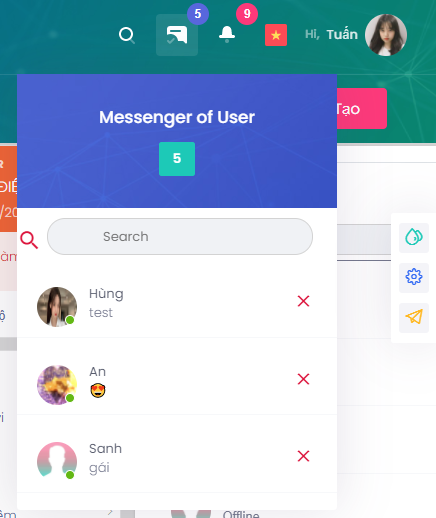 5
9
Hi, Tuấn
Messenger of User
5
Tạo
Search
Hùng
test
An
😍
Sanh
gái
Offline